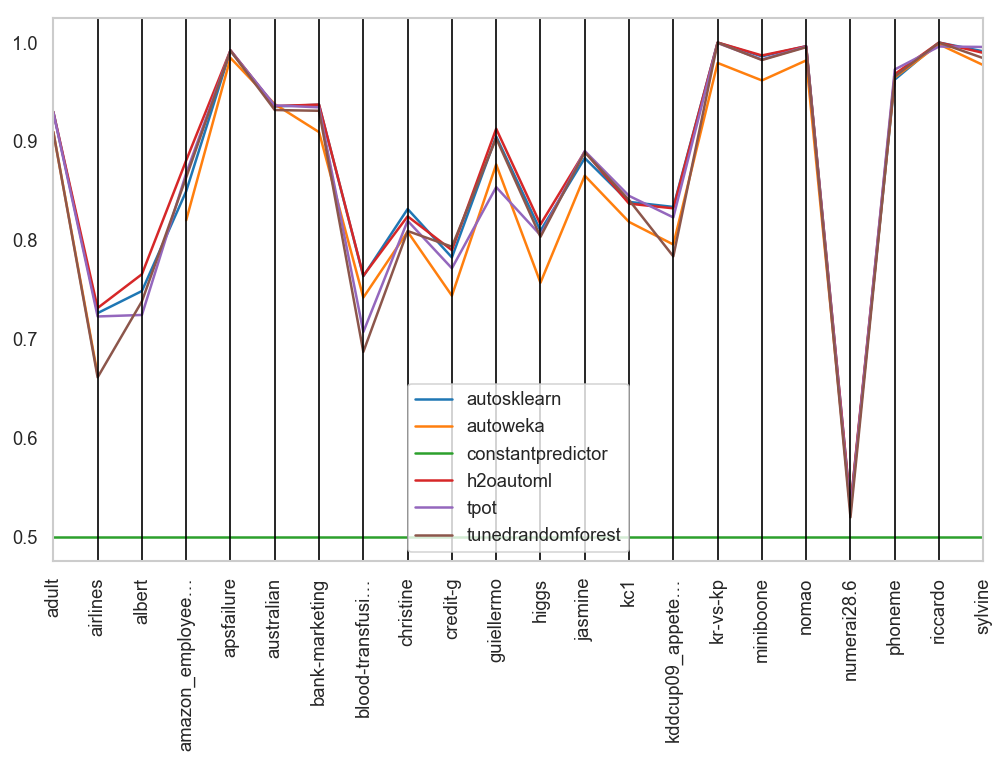 1.0
0.9
0.8
0.7
0.6
0.5
autosklearn
autoweka
constantpredictor
h2oautoml
tpot
tunedrandomforest
adult
airlines
albert
amazon_employee...
apsfailure
australian
bank-marketing
blood-transfusi...
christine
credit-g
guiellermo
higgs
jasmine
kc1
kddcup09_appete...
kr-vs-kp
miniboone
nomao
numerai28.6
phoneme
riccardo
sylvine